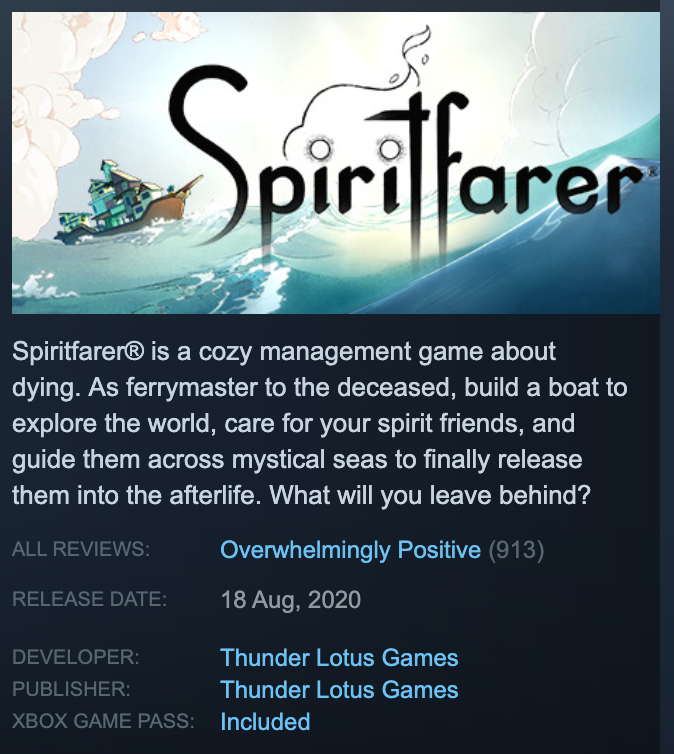 Spiritfarer®
Spiritfarer® is a cozy management game about
dying. As ferrymaster to the deceased, build a boat to
explore the world, care for your spirit friends, and
guide them across mystical seas to finally release
them into the afterlife. What will you leave behind?
ALL REVIEWS: Overwhelmingly Positive (913)
RELEASE DATE: 18 Aug, 2020
DEVELOPER: Thunder Lotus Games
PUBLISHER: Thunder Lotus Games
XBOX GAME PASS: Included